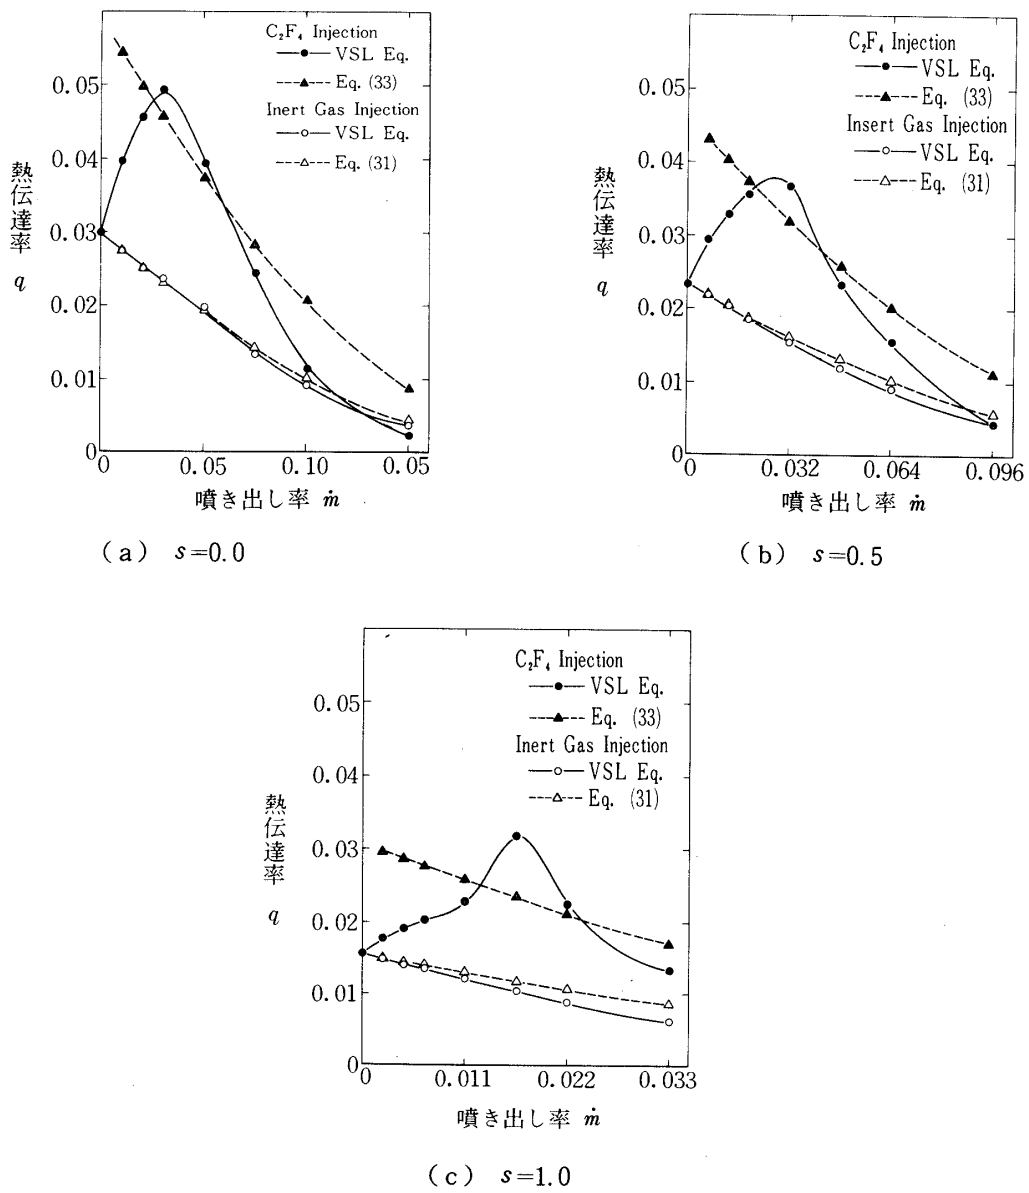 C₂F₄ Injection
VSL Eq.
Eq. (33)
Inert Gas Injection
VSL Eq.
Eq. (31)
0.05
0.04
0.03
0.02
0.01
0
熱伝達率 q
0 0.05 0.10 0.05
噴き出し率 ṁ
(a) s=0.0
C₂F₄ Injection
VSL Eq.
Eq. (33)
Insert Gas Injection
VSL Eq.
Eq. (31)
0.05
0.04
0.03
0.02
0.01
0
熱伝達率 q
0 0.032 0.064 0.096
噴き出し率 ṁ
(b) s=0.5
C₂F₄ Injection
VSL Eq.
Eq. (33)
Inert Gas Injection
VSL Eq.
Eq. (31)
0.05
0.04
0.03
0.02
0.01
0
熱伝達率 q
0 0.011 0.022 0.033
噴き出し率 ṁ
(c) s=1.0